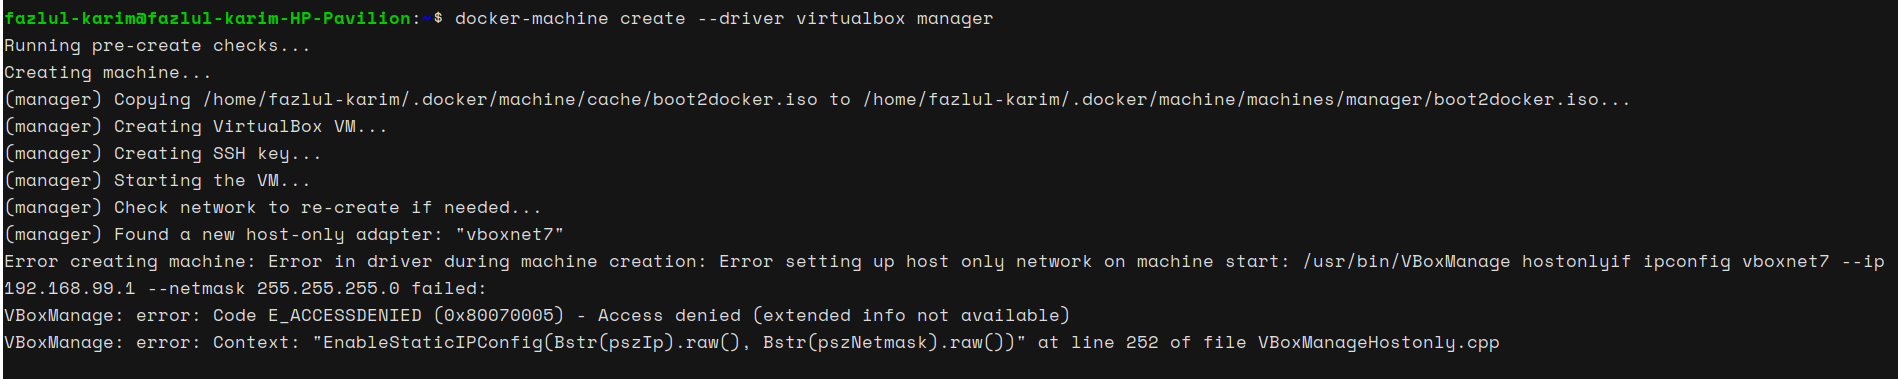 fazlul-karim@fazlul-karim-HP-Pavilion:~$ docker-machine create --driver virtualbox manager
Running pre-create checks...
Creating machine...
(manager) Copying /home/fazlul-karim/.docker/machine/cache/boot2docker.iso to /home/fazlul-karim/.docker/machine/machines/manager/boot2docker.iso...
(manager) Creating VirtualBox VM...
(manager) Creating SSH key...
(manager) Starting the VM...
(manager) Check network to re-create if needed...
(manager) Found a new host-only adapter: "vboxnet7"
Error creating machine: Error in driver during machine creation: Error setting up host only network on machine start: /usr/bin/VBoxManage hostonlyif ipconfig vboxnet7 --ip
192.168.99.1 --netmask 255.255.255.0 failed:
VBoxManage: error: Code E_ACCESSDENIED (0x80070005) - Access denied (extended info not available)
VBoxManage: error: Context: "EnableStaticIPConfig(Bstr(pszIp).raw(), Bstr(pszNetmask).raw())" at line 252 of file VBoxManageHostonly.cpp